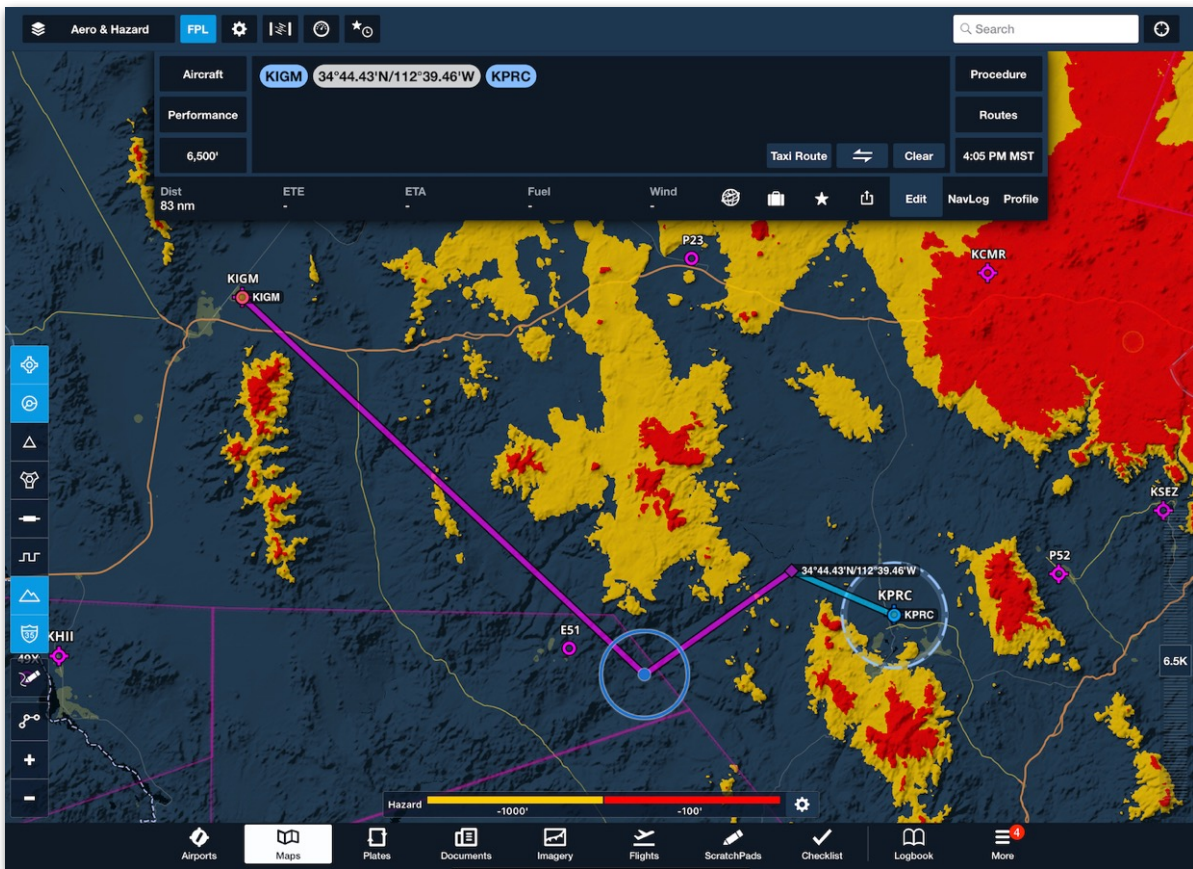 Aero & Hazard
FPL
Search
Aircraft
KIGM 34°44.43'N/112°39.46'W KPRC
Procedure
Performance
Routes
6,500'
Taxi Route
Clear
4:05 PM MST
Dist
83 nm
ETE
-
ETA
-
Fuel
-
Wind
-
Edit
NavLog
Profile
P23
KCMR
KIGM
KIGM
KSEZ
P52
34°44.43'N/112°39.46'W
KPRC
KPRC
E51
36
KHII
49X
6.5K
Hazard
-1000'
-100'
Airports
Maps
Plates
Documents
Imagery
Flights
ScratchPads
Checklist
Logbook
4
More